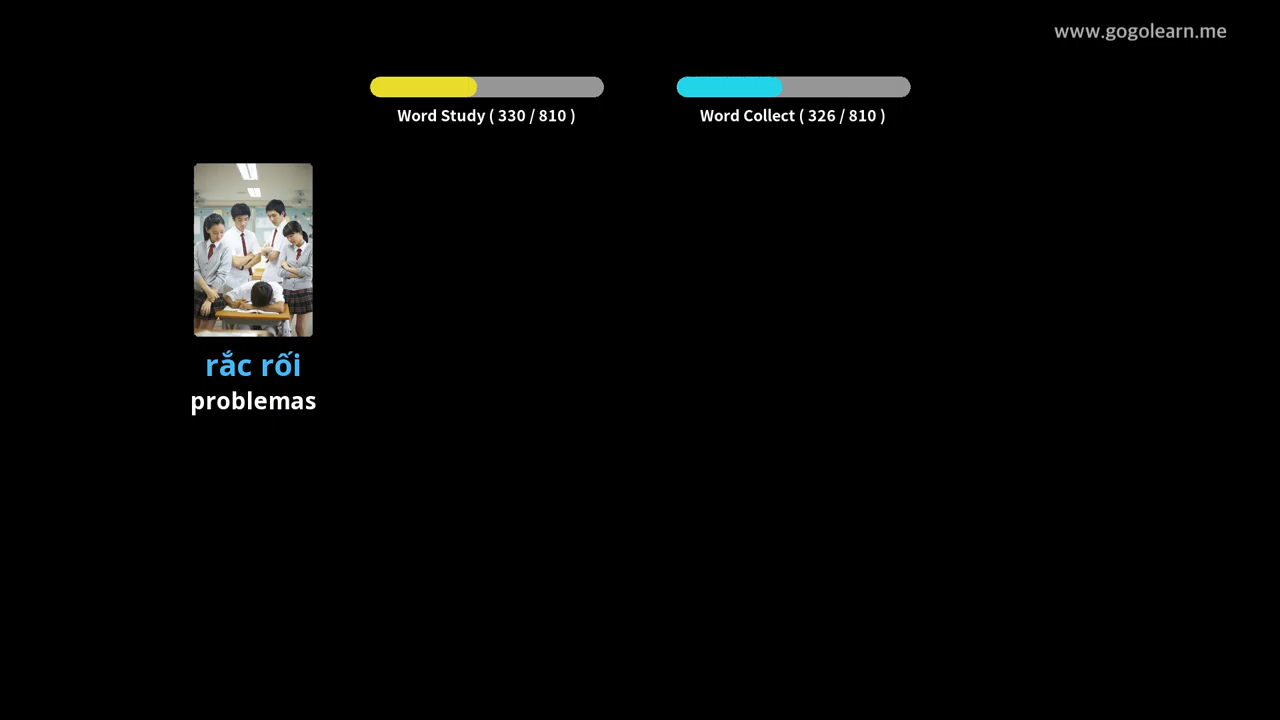 www.gogolearn.me
Word Study ( 330 / 810 )
Word Collect ( 326 / 810 )
rắc rối
problemas